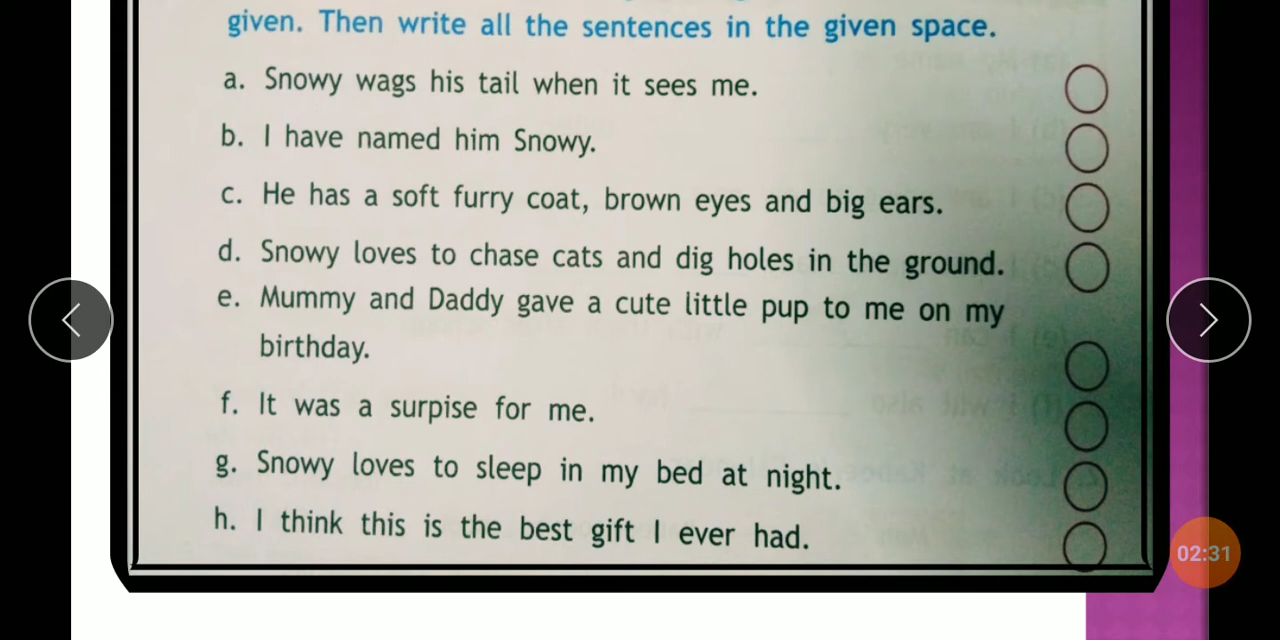 given. Then write all the sentences in the given space.
a. Snowy wags his tail when it sees me.
b. I have named him Snowy.
c. He has a soft furry coat, brown eyes and big ears.
d. Snowy loves to chase cats and dig holes in the ground.
e. Mummy and Daddy gave a cute little pup to me on my
birthday.
f. It was a surpise for me.
g. Snowy loves to sleep in my bed at night.
h. I think this is the best gift I ever had.
02:31